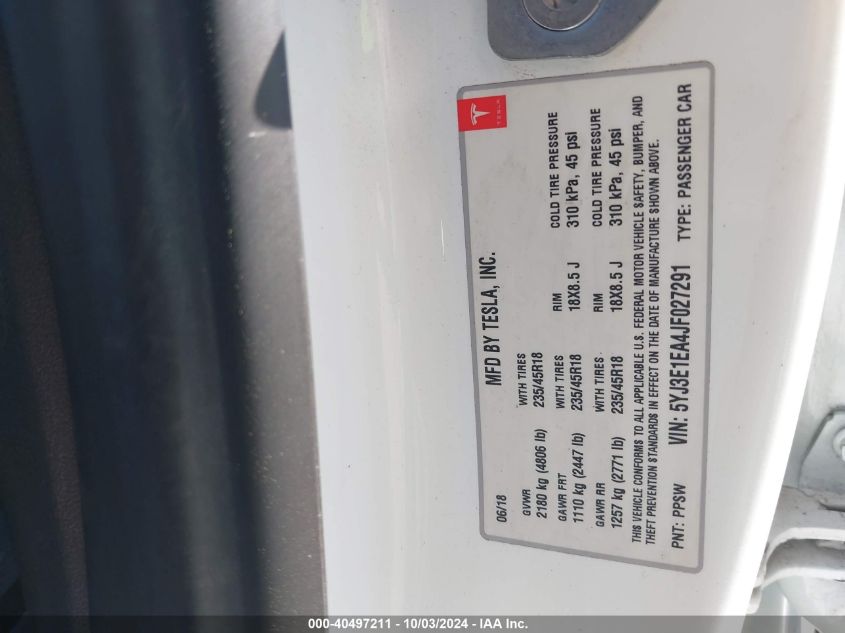 TESLA
MFD BY TESLA, INC.
06/18
GVWR
2180 kg (4806 lb)
WITH TIRES
235/45R18
GAWR FRT
1110 kg (2447 lb)
WITH TIRES
235/45R18
RIM
18X8.5 J
COLD TIRE PRESSURE
310 kPa, 45 psi
GAWR RR
1257 kg (2771 lb)
WITH TIRES
235/45R18
RIM
18X8.5 J
COLD TIRE PRESSURE
310 kPa, 45 psi
THIS VEHICLE CONFORMS TO ALL APPLICABLE U.S. FEDERAL MOTOR VEHICLE SAFETY, BUMPER, AND
THEFT PREVENTION STANDARDS IN EFFECT ON THE DATE OF MANUFACTURE SHOWN ABOVE.
PNT: PPSW VIN: 5YJ3E1EA4JF027291 TYPE: PASSENGER CAR
000-40497211 - 10/03/2024 - IAA Inc.